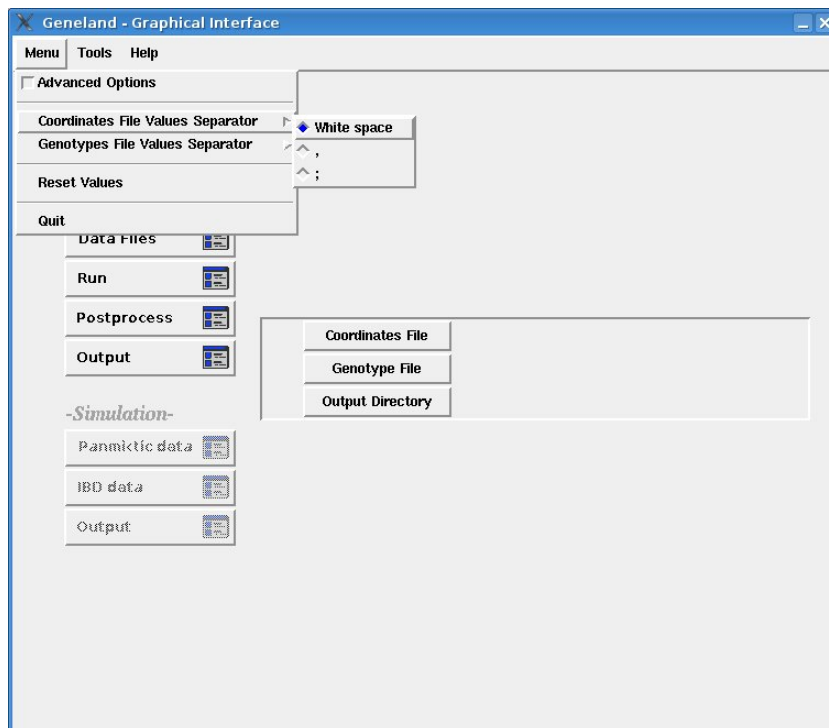 Geneland - Graphical Interface
Menu Tools Help
Advanced Options
Coordinates File Values Separator
White space
Genotypes File Values Separator
,
;
Reset Values
Quit
Data Files
Run
Postprocess
Output
Coordinates File
Genotype File
Output Directory
-Simulation-
Panmictic data
IBD data
Output